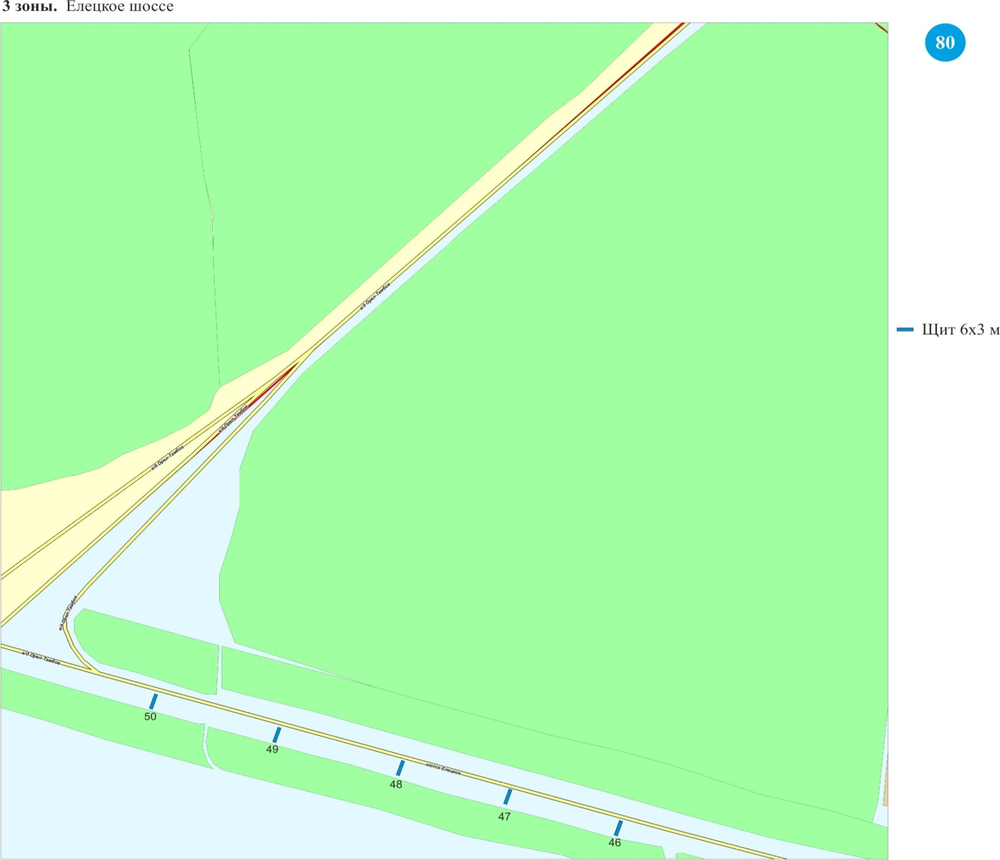 3 зоны. Елецкое шоссе
80
Щит 6х3 м
а/д Орел-Тамбов
а/д Орел-Тамбов
а/д Орел-Тамбов
а/д Орел-Тамбов
а/д Орел-Тамбов
50
49
48
шоссе Елецкое
47
46